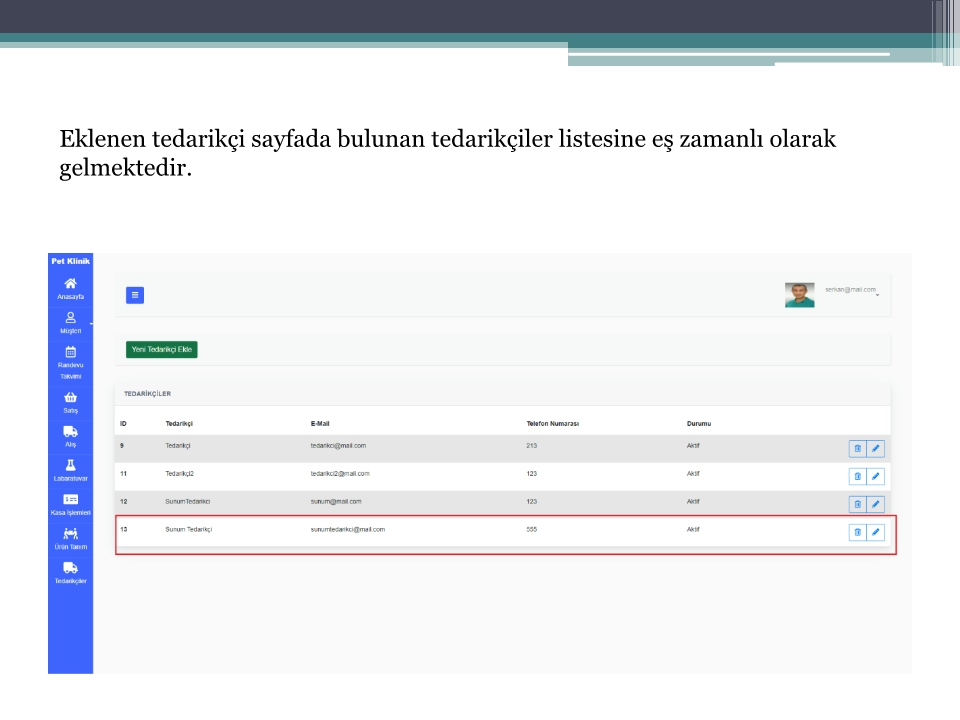 Eklenen tedarikçi sayfada bulunan tedarikçiler listesine eş zamanlı olarak
gelmektedir.
Pet Klinik
Anasayfa
Müşteri
Randevu
Takvimi
Satış
Alış
Labaratuvar
Kasa İşlemleri
Ürün Tanım
Tedarikçiler
serkan@mail.com
Yeni Tedarikçi Ekle
TEDARİKÇİLER
ID Tedarikçi E-Mail Telefon Numarası Durumu
9 Tedarikçi tedarikci@mail.com 213 Aktif
11 Tedarikçi2 tedarikci2@mail.com 123 Aktif
12 SunumTedarikci sunum@mail.com 123 Aktif
13 Sunum Tedarikçi sunumtedarikci@mail.com 555 Aktif